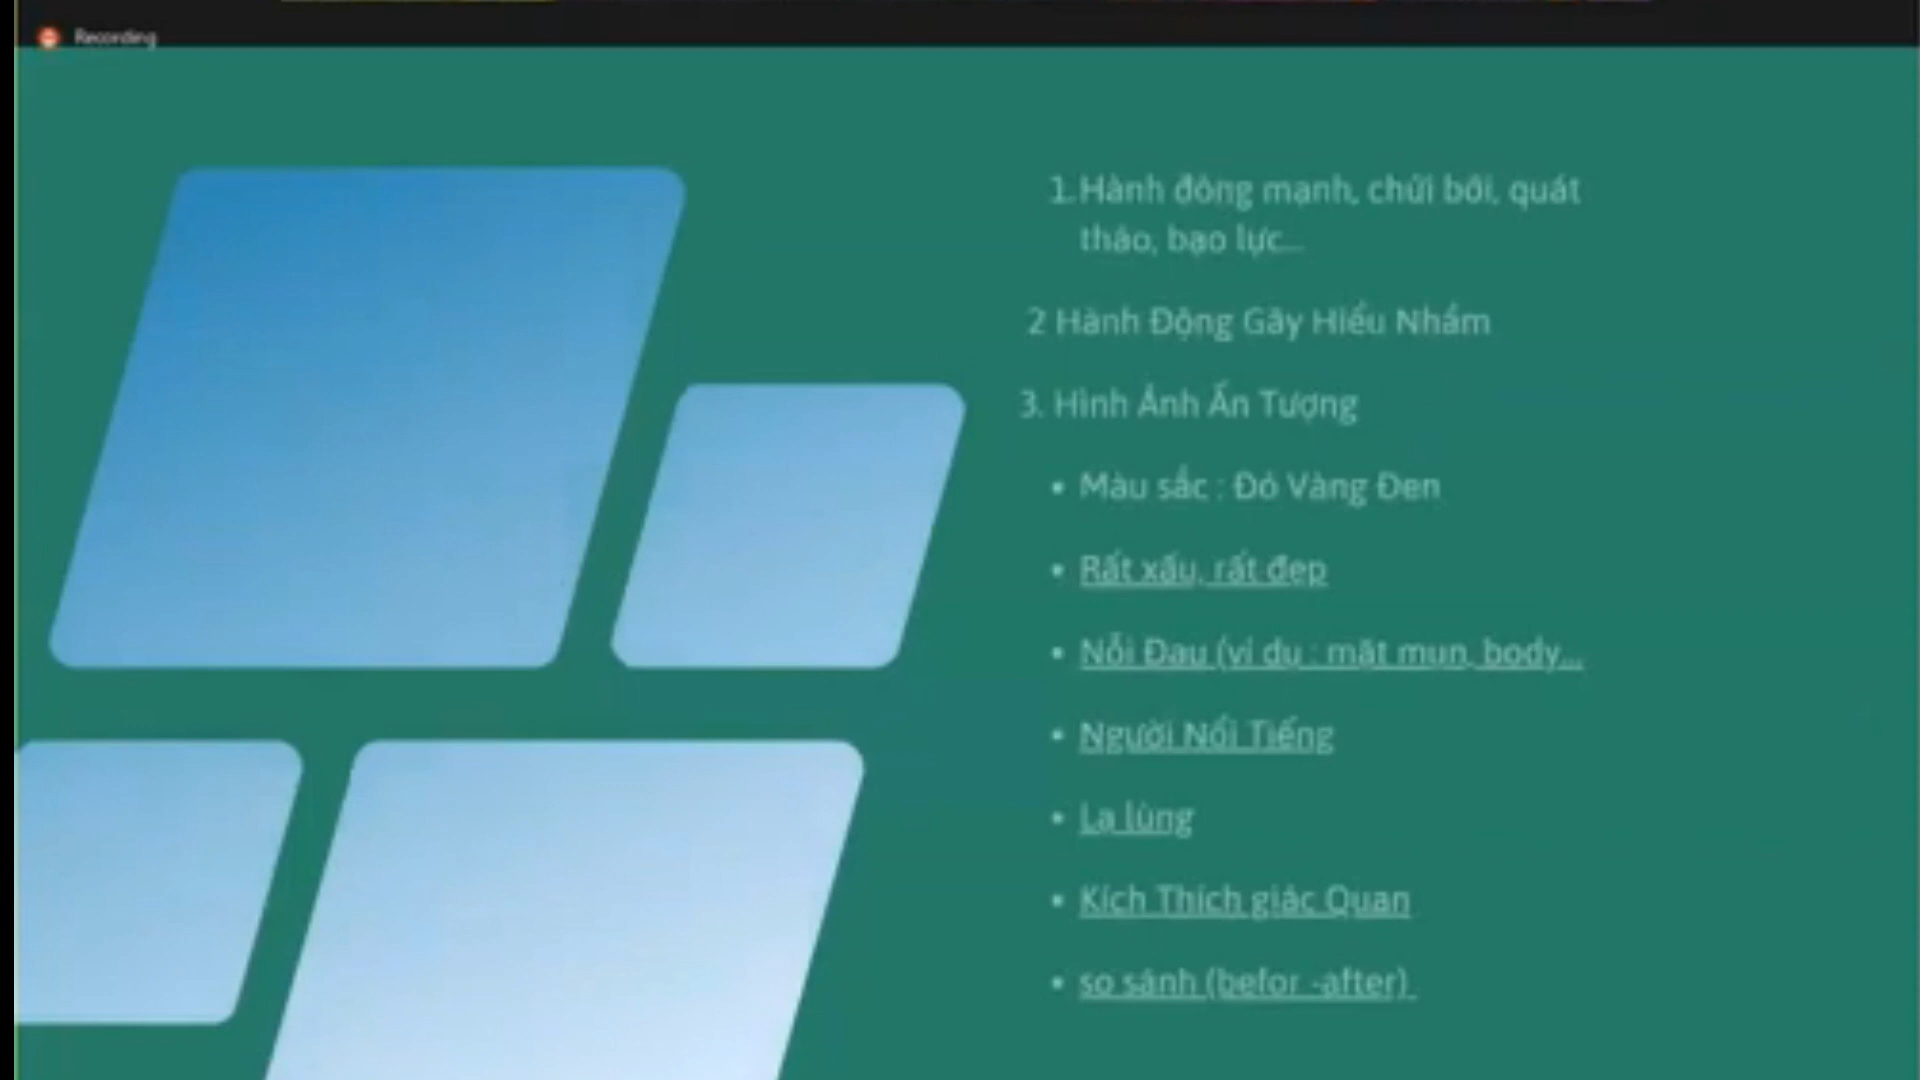 Recording
1. Hành động mạnh, chửi bới, quát
tháo, bạo lực...
2 Hành Động Gây Hiểu Nhầm
3. Hình Ảnh Ấn Tượng
• Màu sắc : Đỏ Vàng Đen
• Rất xấu, rất đẹp
• Nỗi Đau (ví dụ : mặt mụn, body...
• Người Nổi Tiếng
• Lạ lùng
• Kích Thích giác Quan
• so sánh (befor -after)